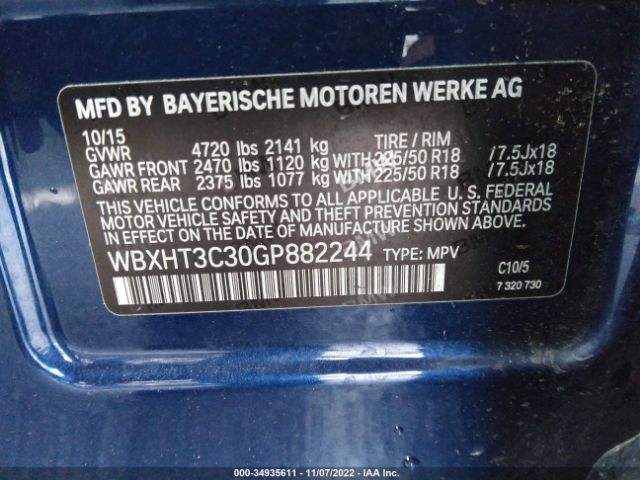 MFD BY BAYERISCHE MOTOREN WERKE AG
10/15 TIRE / RIM
GVWR 4720 lbs 2141 kg
GAWR FRONT 2470 lbs 1120 kg WITH 225/50 R18 /7.5Jx18
GAWR REAR 2375 lbs 1077 kg WITH 225/50 R18 /7.5Jx18
THIS VEHICLE CONFORMS TO ALL APPLICABLE U. S. FEDERAL
MOTOR VEHICLE SAFETY AND THEFT PREVENTION STANDARDS
IN EFFECT ON THE DATE OF MANUFACTURE SHOWN ABOVE.
WBXHT3C30GP882244 TYPE: MPV
C10/5
7 320 730
000-34935611 - 11/07/2022 - IAA Inc.